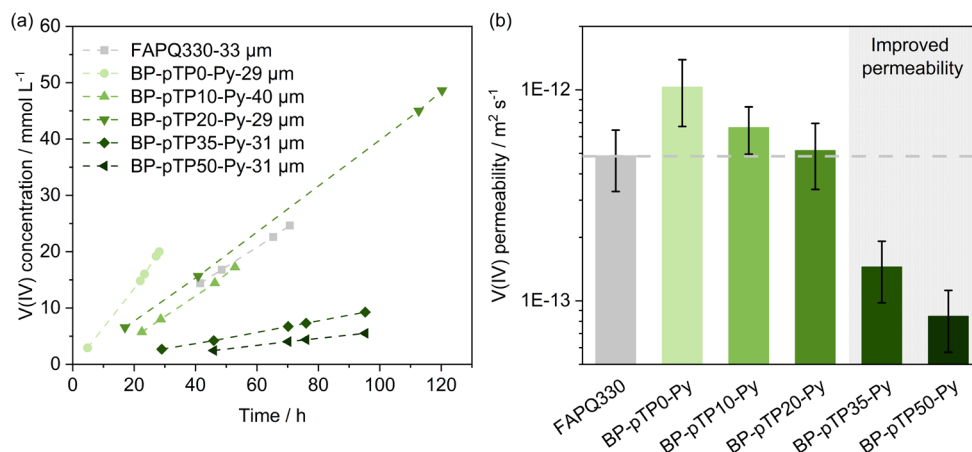 (a)
60
50
40
30
20
10
0
V(IV) concentration / mmol L⁻¹
FAPQ330-33 µm
BP-pTP0-Py-29 µm
BP-pTP10-Py-40 µm
BP-pTP20-Py-29 µm
BP-pTP35-Py-31 µm
BP-pTP50-Py-31 µm
0 20 40 60 80 100 120
Time / h
(b)
Improved
permeability
1E-12
1E-13
V(IV) permeability / m² s⁻¹
FAPQ330
BP-pTP0-Py
BP-pTP10-Py
BP-pTP20-Py
BP-pTP35-Py
BP-pTP50-Py